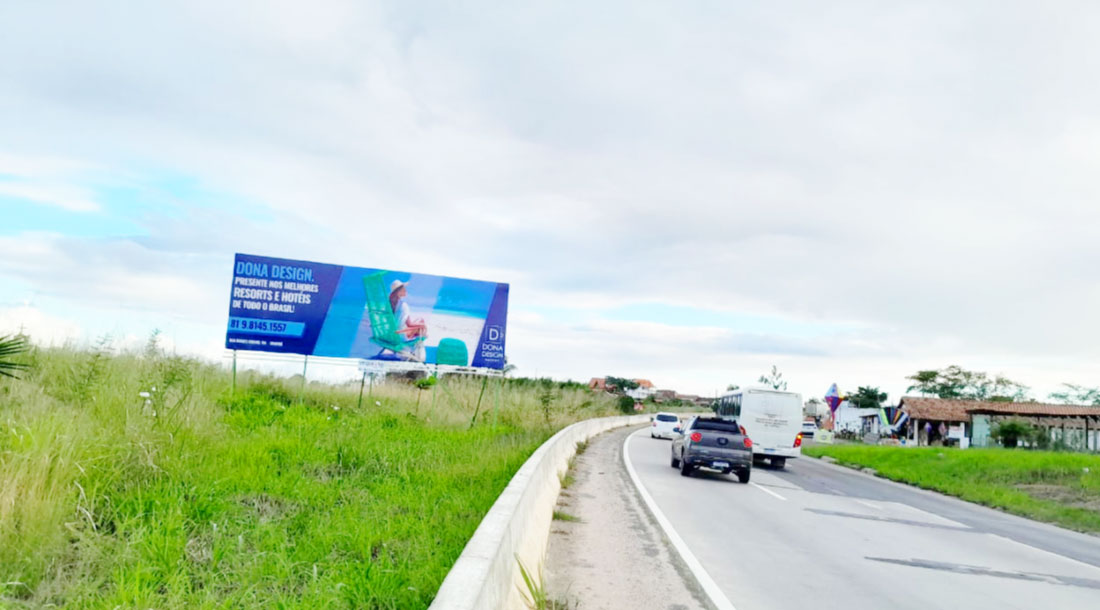 DONA DESIGN.
PRESENTE NOS MELHORES
RESORTS E HOTÉIS
DE TODO O BRASIL!
81 9.8145.1557
D
DONA
DESIGN